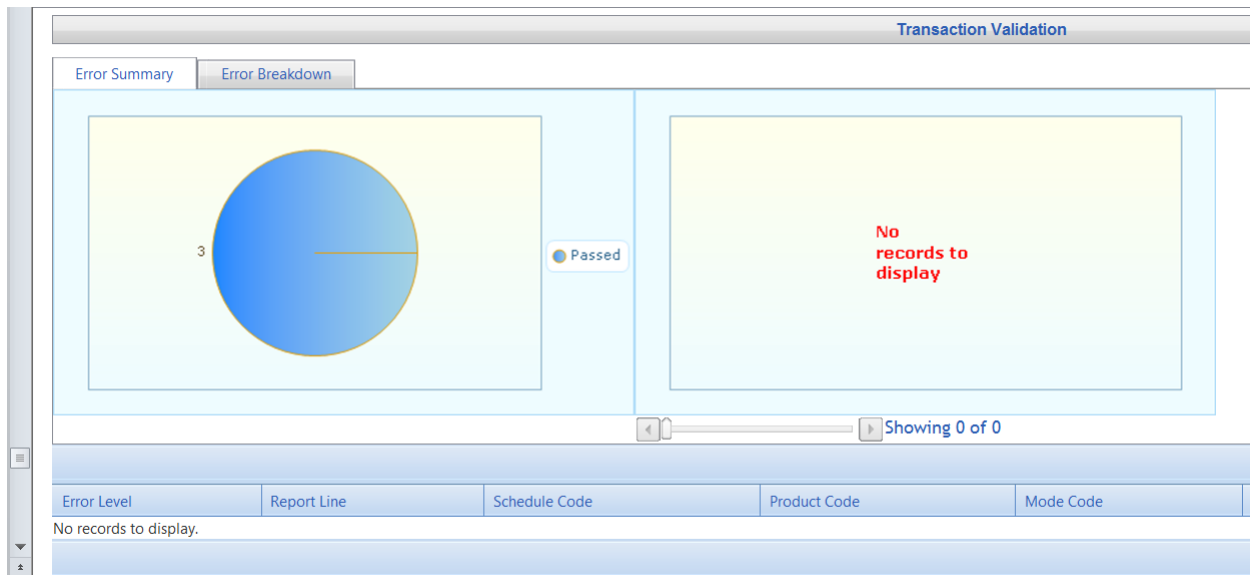 Transaction Validation
Error Summary
Error Breakdown
3
Passed
No
records to
display
Showing 0 of 0
Error Level
Report Line
Schedule Code
Product Code
Mode Code
No records to display.